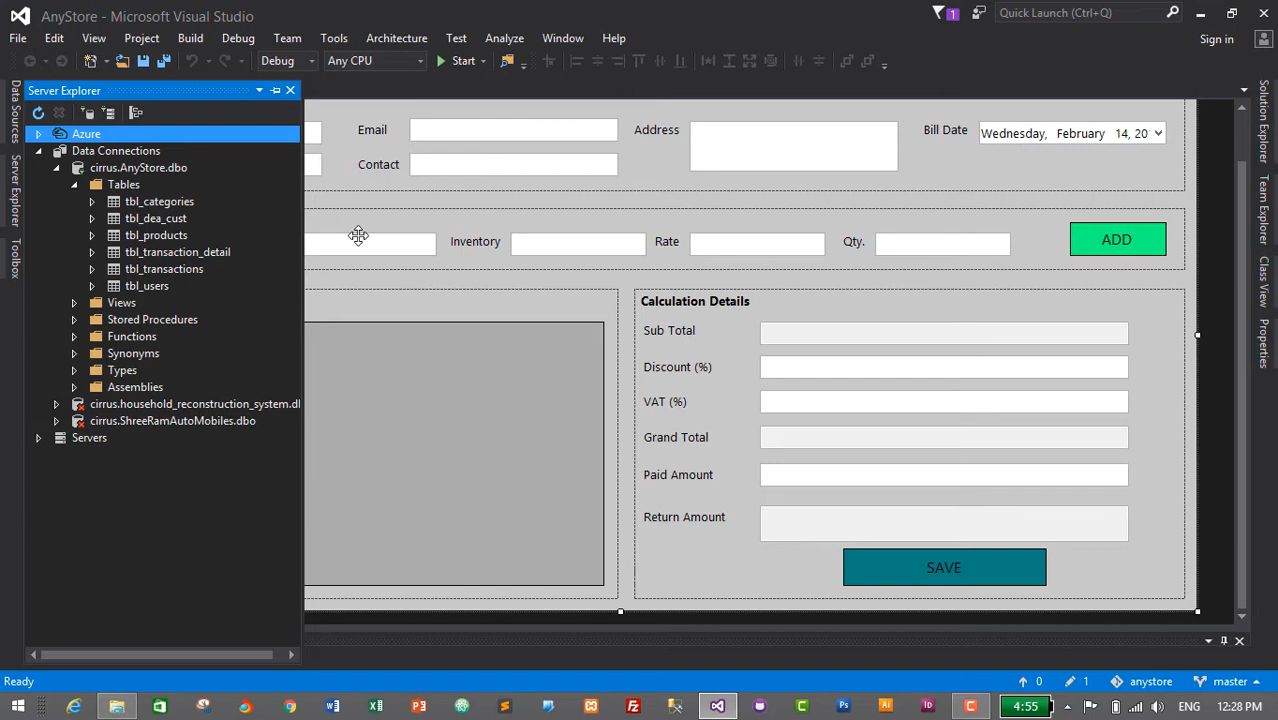 AnyStore - Microsoft Visual Studio
1
Quick Launch (Ctrl+Q)
File Edit View Project Build Debug Team Tools Architecture Test Analyze Window Help
Sign in
Debug Any CPU Start
Data Sources
Server Explorer
Toolbox
Server Explorer
Azure
Data Connections
cirrus.AnyStore.dbo
Tables
tbl_categories
tbl_dea_cust
tbl_products
tbl_transaction_detail
tbl_transactions
tbl_users
Views
Stored Procedures
Functions
Synonyms
Types
Assemblies
cirrus.household_reconstruction_system.d
cirrus.ShreeRamAutoMobiles.dbo
Servers
Email Address Bill Date Wednesday, February 14, 20
Contact
Inventory Rate Qty. ADD
Calculation Details
Sub Total
Discount (%)
VAT (%)
Grand Total
Paid Amount
Return Amount
SAVE
Solution Explorer
Team Explorer
Class View
Properties
Ready 0 1 anystore master
4:55 ENG 12:28 PM